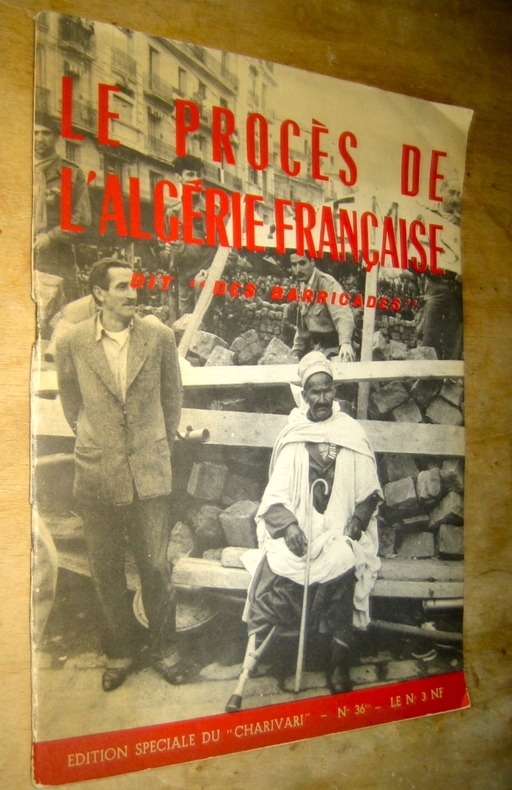 LE PROCÈS DE
L'ALGÉRIE FRANÇAISE
DIT "DES BARRICADES"
EDITION SPECIALE DU "CHARIVARI" - N° 36bis - LE N° 3 NF